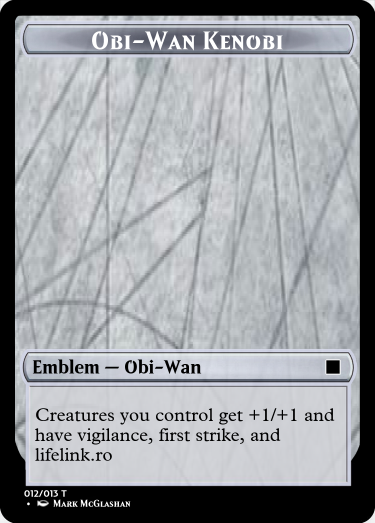 Obi-Wan Kenobi
Emblem — Obi-Wan
Creatures you control get +1/+1 and
have vigilance, first strike, and
lifelink.ro
012/013 T
• Mark McGlashan